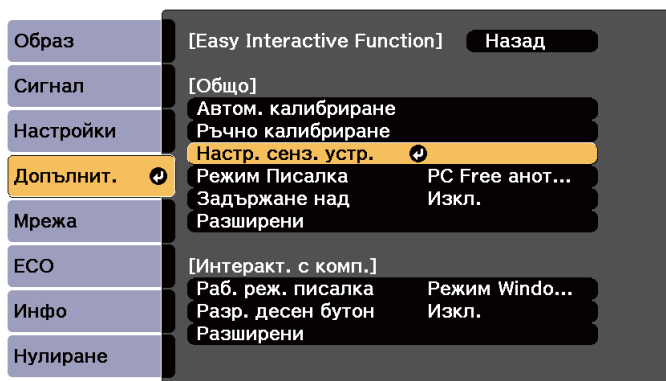 Образ
Сигнал
Настройки
Допълнит.
Мрежа
ECO
Инфо
Нулиране
[Easy Interactive Function] Назад
[Общо]
Автом. калибриране
Ръчно калибриране
Настр. сенз. устр.
Режим Писалка PC Free анот...
Задържане над Изкл.
Разширени
[Интеракт. с комп.]
Раб. реж. писалка Режим Windo...
Разр. десен бутон Изкл.
Разширени